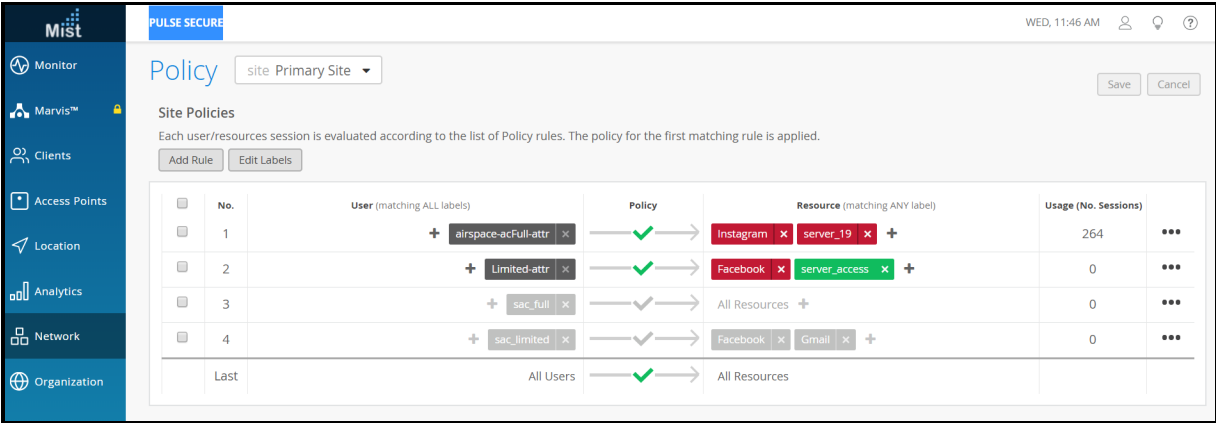 Mist
PULSE SECURE
WED, 11:46 AM ?
Monitor
Marvis™
Clients
Access Points
Location
Analytics
Network
Organization
Policy site Primary Site
Save Cancel
Site Policies
Each user/resources session is evaluated according to the list of Policy rules. The policy for the first matching rule is applied.
Add Rule Edit Labels
No. User (matching ALL labels) Policy Resource (matching ANY label) Usage (No. Sessions)
1 + airspace-acFull-attr × Instagram × server_19 × + 264 •••
2 + Limited-attr × Facebook × server_access × + 0 •••
3 + sac_full × All Resources + 0 •••
4 + sac_limited × Facebook × Gmail × + 0 •••
Last All Users All Resources